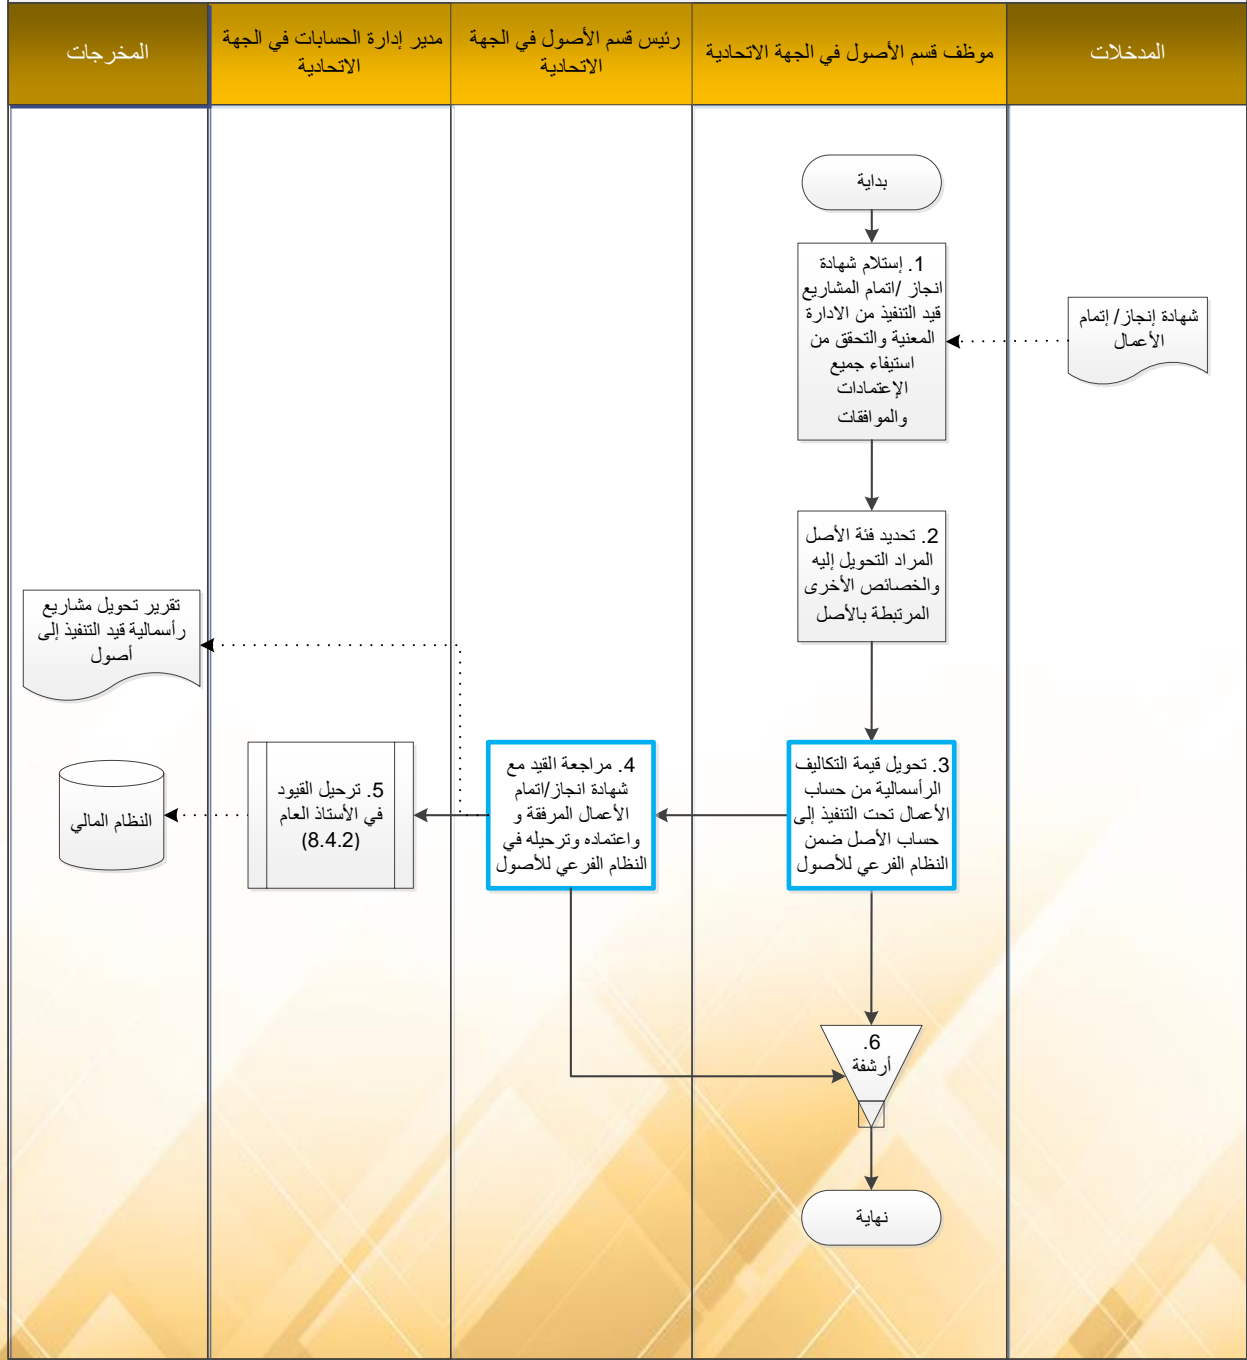 المدخلات
موظف قسم الأصول في الجهة الاتحادية
رئيس قسم الأصول في الجهة
الاتحادية
مدير إدارة الحسابات في الجهة
الاتحادية
المخرجات
بداية
1. إستلام شهادة
انجاز /اتمام المشاريع
قيد التنفيذ من الادارة
المعنية والتحقق من
استيفاء جميع
الإعتمادات
والموافقات
شهادة إنجاز/ إتمام
الأعمال
2. تحديد فئة الأصل
المراد التحويل إليه
والخصائص الأخرى
المرتبطة بالأصل
تقرير تحويل مشاريع
رأسمالية قيد التنفيذ إلى
أصول
3. تحويل قيمة التكاليف
الرأسمالية من حساب
الأعمال تحت التنفيذ إلى
حساب الأصل ضمن
النظام الفرعي للأصول
4. مراجعة القيد مع
شهادة انجاز/اتمام
الأعمال المرفقة و
واعتماده وترحيله في
النظام الفرعي للأصول
5. ترحيل القيود
في الأستاذ العام
(8.4.2)
النظام المالي
6.
أرشفة
نهاية